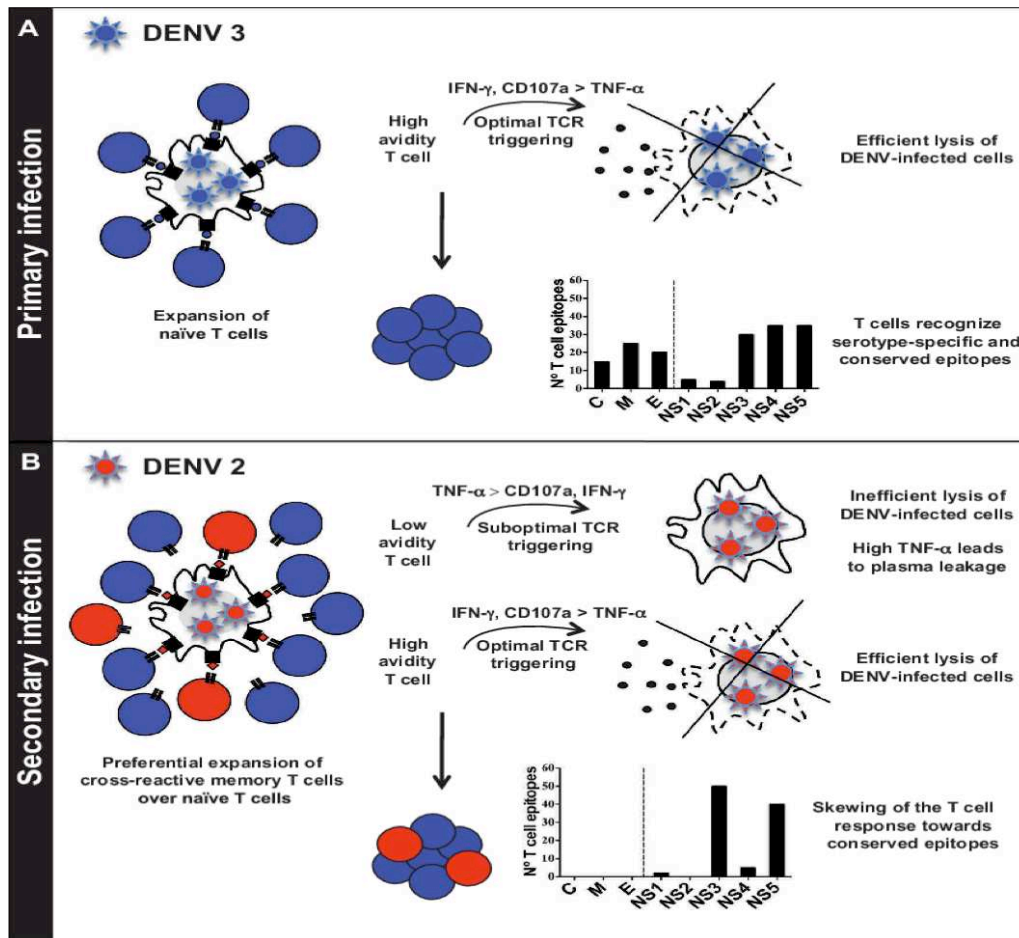 A
Primary infection
DENV 3
Expansion of
naïve T cells
High
avidity
T cell
IFN-γ, CD107a > TNF-α
Optimal TCR
triggering
Efficient lysis of
DENV-infected cells
Nº T cell epitopes
60
50
40
30
20
10
0
C
M
E
NS1
NS2
NS3
NS4
NS5
T cells recognize
serotype-specific and
conserved epitopes
B
Secondary infection
DENV 2
Preferential expansion of
cross-reactive memory T cells
over naïve T cells
Low
avidity
T cell
TNF-α > CD107a, IFN-γ
Suboptimal TCR
triggering
Inefficient lysis of
DENV-infected cells
High TNF-α leads
to plasma leakage
High
avidity
T cell
IFN-γ, CD107a > TNF-α
Optimal TCR
triggering
Efficient lysis of
DENV-infected cells
Nº T cell epitopes
60
50
40
30
20
10
0
C
M
E
NS1
NS2
NS3
NS4
NS5
Skewing of the T cell
response towards
conserved epitopes